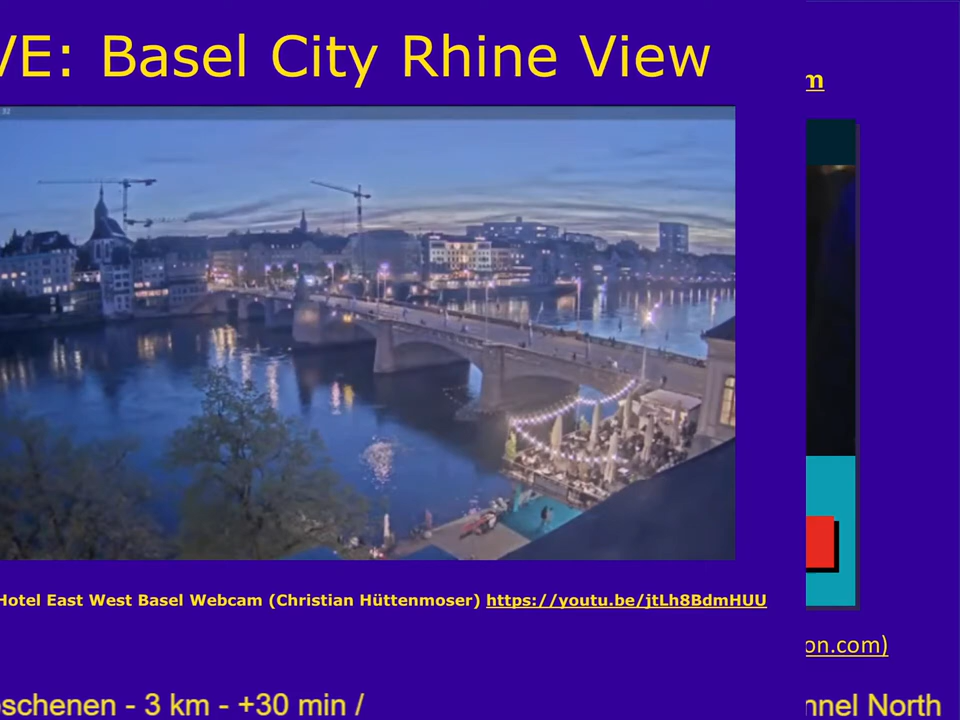 VE: Basel City Rhine View
m
Hotel East West Basel Webcam (Christian Hüttenmoser) https://youtu.be/jtLh8BdmHUU
on.com)
schenen - 3 km - +30 min /
nnel North